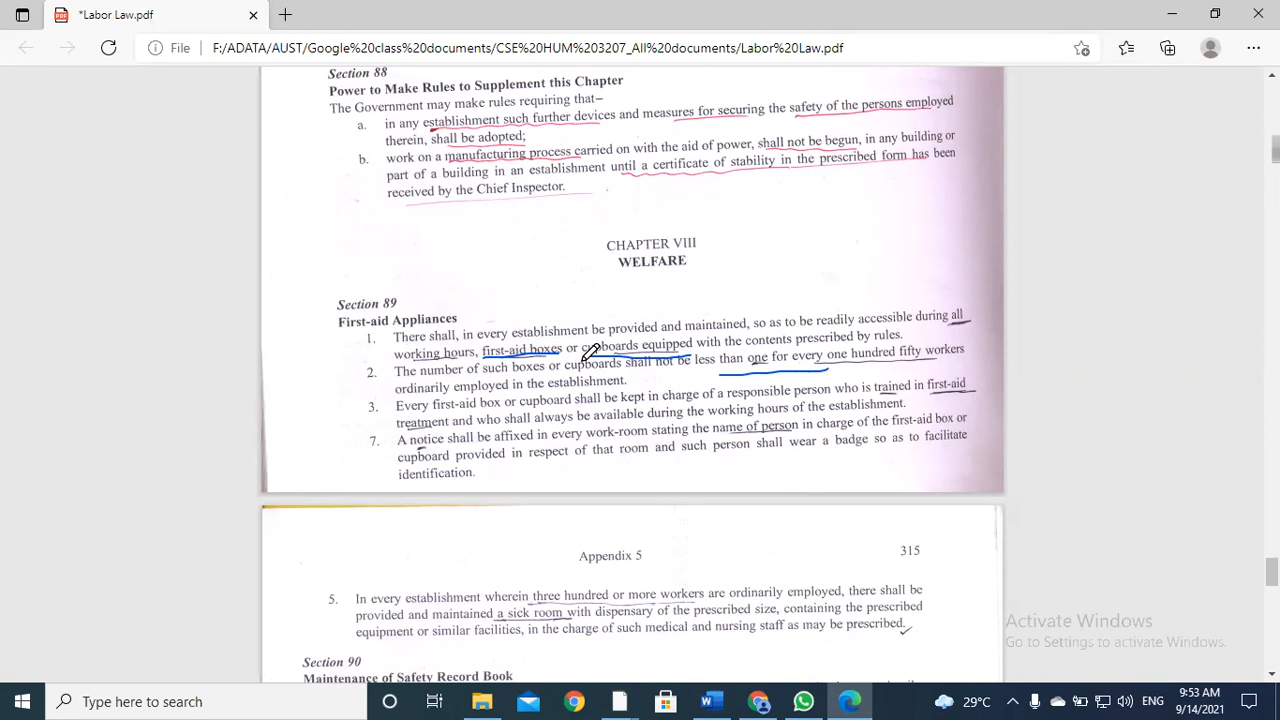 *Labor Law.pdf
File
F:/ADATA/AUST/Google%20class%20documents/CSE%20HUM%203207_All%20documents/Labor%20Law.pdf
Section 88
Power to Make Rules to Supplement this Chapter
The Government may make rules requiring that–
a. in any establishment such further devices and measures for securing the safety of the persons employed
therein, shall be adopted;
b. work on a manufacturing process carried on with the aid of power, shall not be begun, in any building or
part of a building in an establishment until a certificate of stability in the prescribed form has been
received by the Chief Inspector.
CHAPTER VIII
WELFARE
Section 89
First-aid Appliances
1. There shall, in every establishment be provided and maintained, so as to be readily accessible during all
working hours, first-aid boxes or cupboards equipped with the contents prescribed by rules.
2. The number of such boxes or cupboards shall not be less than one for every one hundred fifty workers
ordinarily employed in the establishment.
3. Every first-aid box or cupboard shall be kept in charge of a responsible person who is trained in first-aid
treatment and who shall always be available during the working hours of the establishment.
7. A notice shall be affixed in every work-room stating the name of person in charge of the first-aid box or
cupboard provided in respect of that room and such person shall wear a badge so as to facilitate
identification.
Appendix 5 315
5. In every establishment wherein three hundred or more workers are ordinarily employed, there shall be
provided and maintained a sick room with dispensary of the prescribed size, containing the prescribed
equipment or similar facilities, in the charge of such medical and nursing staff as may be prescribed.
Section 90
Maintenance of Safety Record Book
Activate Windows
Go to Settings to activate Windows.
Type here to search
29°C
ENG
9:53 AM
9/14/2021